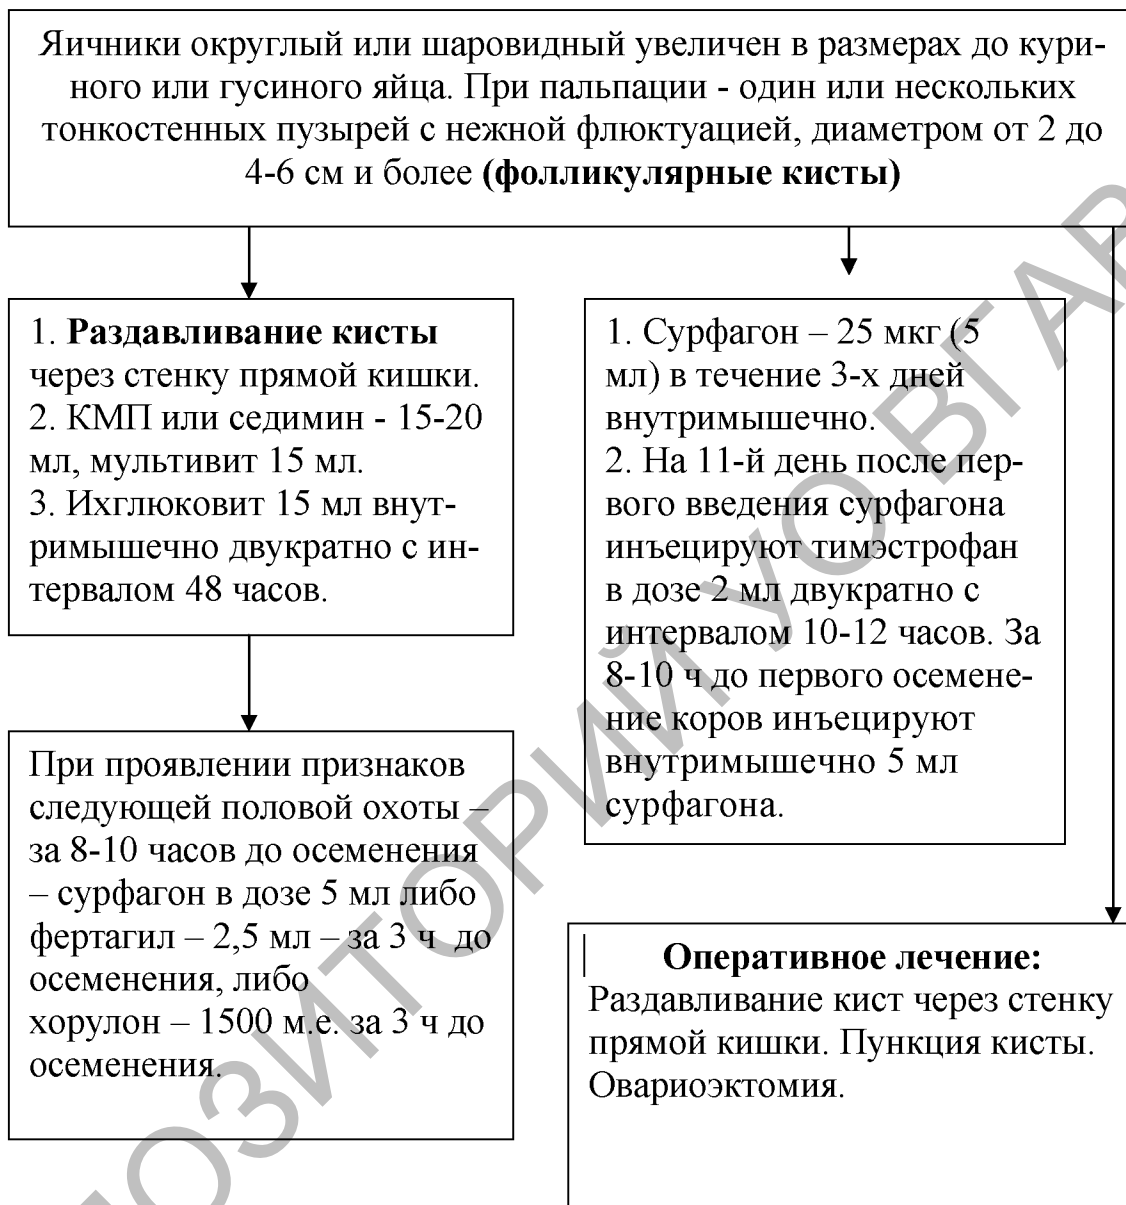 Яичники округлый или шаровидный увеличен в размерах до кури-
ного или гусиного яйца. При пальпации - один или нескольких
тонкостенных пузырей с нежной флюктуацией, диаметром от 2 до
4-6 см и более (фолликулярные кисты)
1. Раздавливание кисты
через стенку прямой кишки.
2. КМП или седимин - 15-20
мл, мультивит 15 мл.
3. Ихглюковит 15 мл внут-
римышечно двукратно с ин-
тервалом 48 часов.
При проявлении признаков
следующей половой охоты –
за 8-10 часов до осеменения
– сурфагон в дозе 5 мл либо
фертагил – 2,5 мл – за 3 ч до
осеменения, либо
хорулон – 1500 м.е. за 3 ч до
осеменения.
1. Сурфагон – 25 мкг (5
мл) в течение 3-х дней
внутримышечно.
2. На 11-й день после пер-
вого введения сурфагона
инъецируют тимэстрофан
в дозе 2 мл двукратно с
интервалом 10-12 часов. За
8-10 ч до первого осемене-
ние коров инъецируют
внутримышечно 5 мл
сурфагона.
Оперативное лечение:
Раздавливание кист через стенку
прямой кишки. Пункция кисты.
Овариоэктомия.
ПОЗИТОРИЙ УО ВГАВ